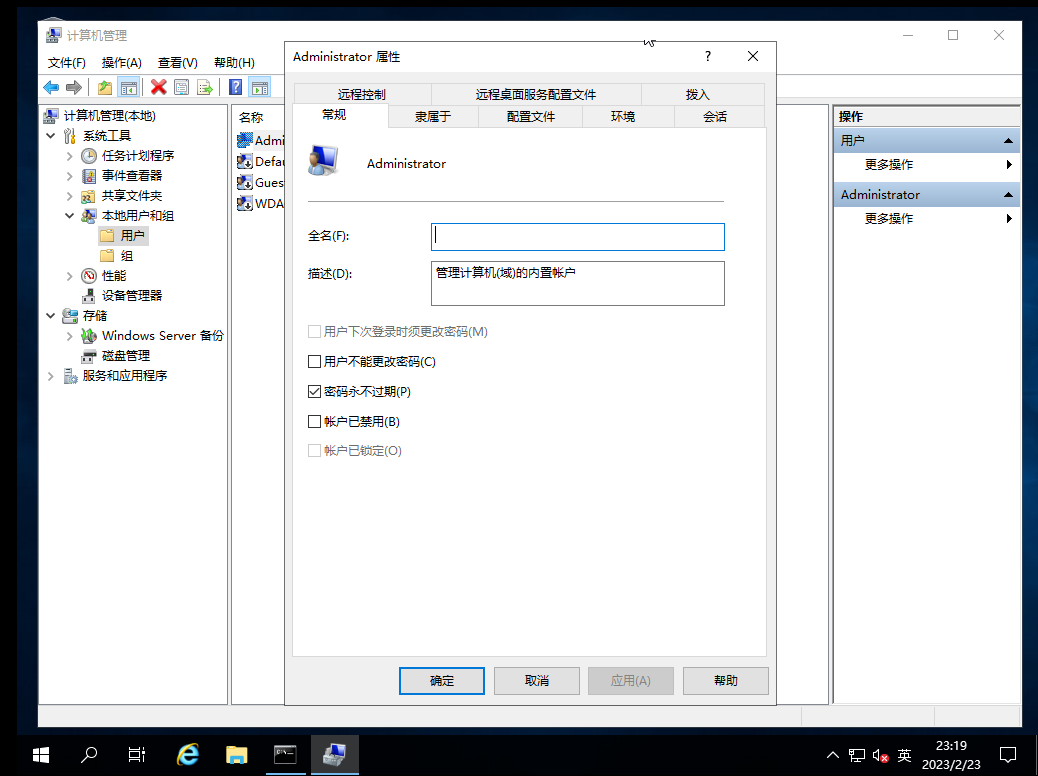 计算机管理
文件(F) 操作(A) 查看(V) 帮助(H)
计算机管理(本地)
系统工具
任务计划程序
事件查看器
共享文件夹
本地用户和组
用户
组
性能
设备管理器
存储
Windows Server 备份
磁盘管理
服务和应用程序
名称
Admi
Defau
Gues
WDA
Administrator 属性
远程控制 远程桌面服务配置文件 拨入
常规 隶属于 配置文件 环境 会话
Administrator
全名(F):
描述(D): 管理计算机(域)的内置帐户
用户下次登录时须更改密码(M)
用户不能更改密码(C)
密码永不过期(P)
帐户已禁用(B)
帐户已锁定(O)
确定 取消 应用(A) 帮助
操作
用户
更多操作
Administrator
更多操作
英
23:19
2023/2/23